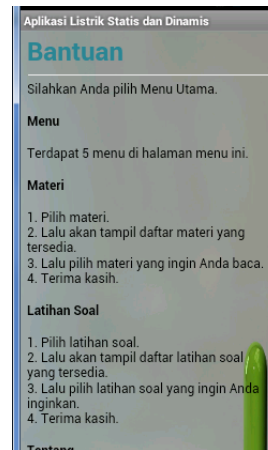 Aplikasi Listrik Statis dan Dinamis
Bantuan
Silahkan Anda pilih Menu Utama.
Menu
Terdapat 5 menu di halaman menu ini.
Materi
1. Pilih materi.
2. Lalu akan tampil daftar materi yang
tersedia.
3. Lalu pilih materi yang ingin Anda baca.
4. Terima kasih.
Latihan Soal
1. Pilih latihan soal.
2. Lalu akan tampil daftar latihan soal
yang tersedia.
3. Lalu pilih latihan soal yang ingin Anda
inginkan.
4. Terima kasih.
Tentang